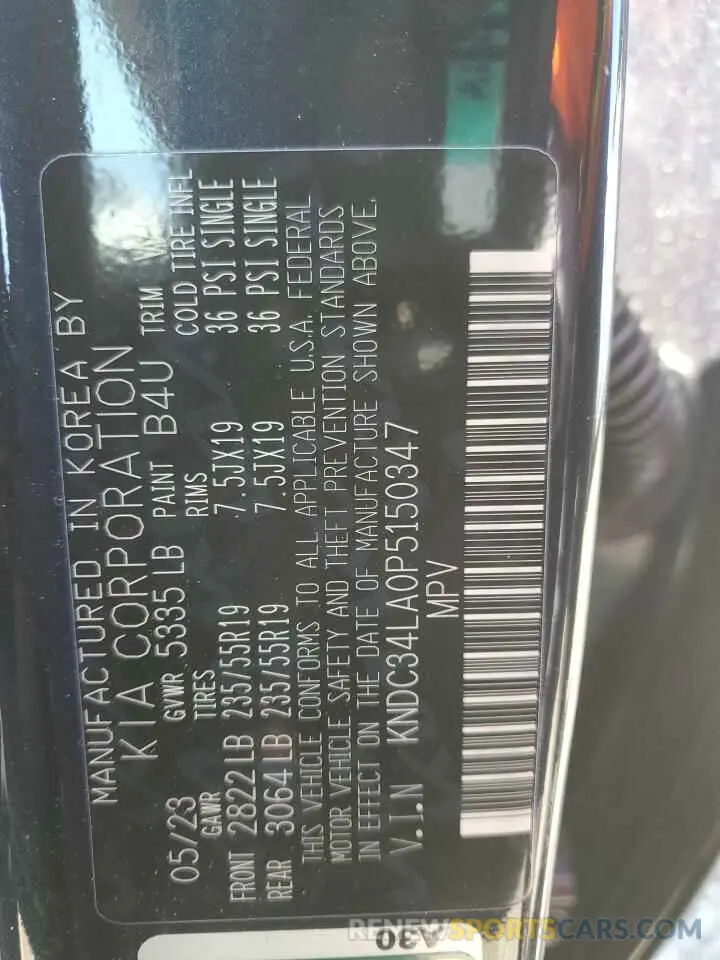 MANUFACTURED IN KOREA BY
KIA CORPORATION
05/23 GVWR 5335 LB PAINT B4U TRIM
GAWR TIRES RIMS COLD TIRE INFL
FRONT 2822 LB 235/55R19 7.5JX19 36 PSI SINGLE
REAR 3064 LB 235/55R19 7.5JX19 36 PSI SINGLE
THIS VEHICLE CONFORMS TO ALL APPLICABLE U.S.A. FEDERAL
MOTOR VEHICLE SAFETY AND THEFT PREVENTION STANDARDS
IN EFFECT ON THE DATE OF MANUFACTURE SHOWN ABOVE.
V.I.N KNDC34LA0P5150347
MPV
A30
RENEWSPORTSCARS.COM